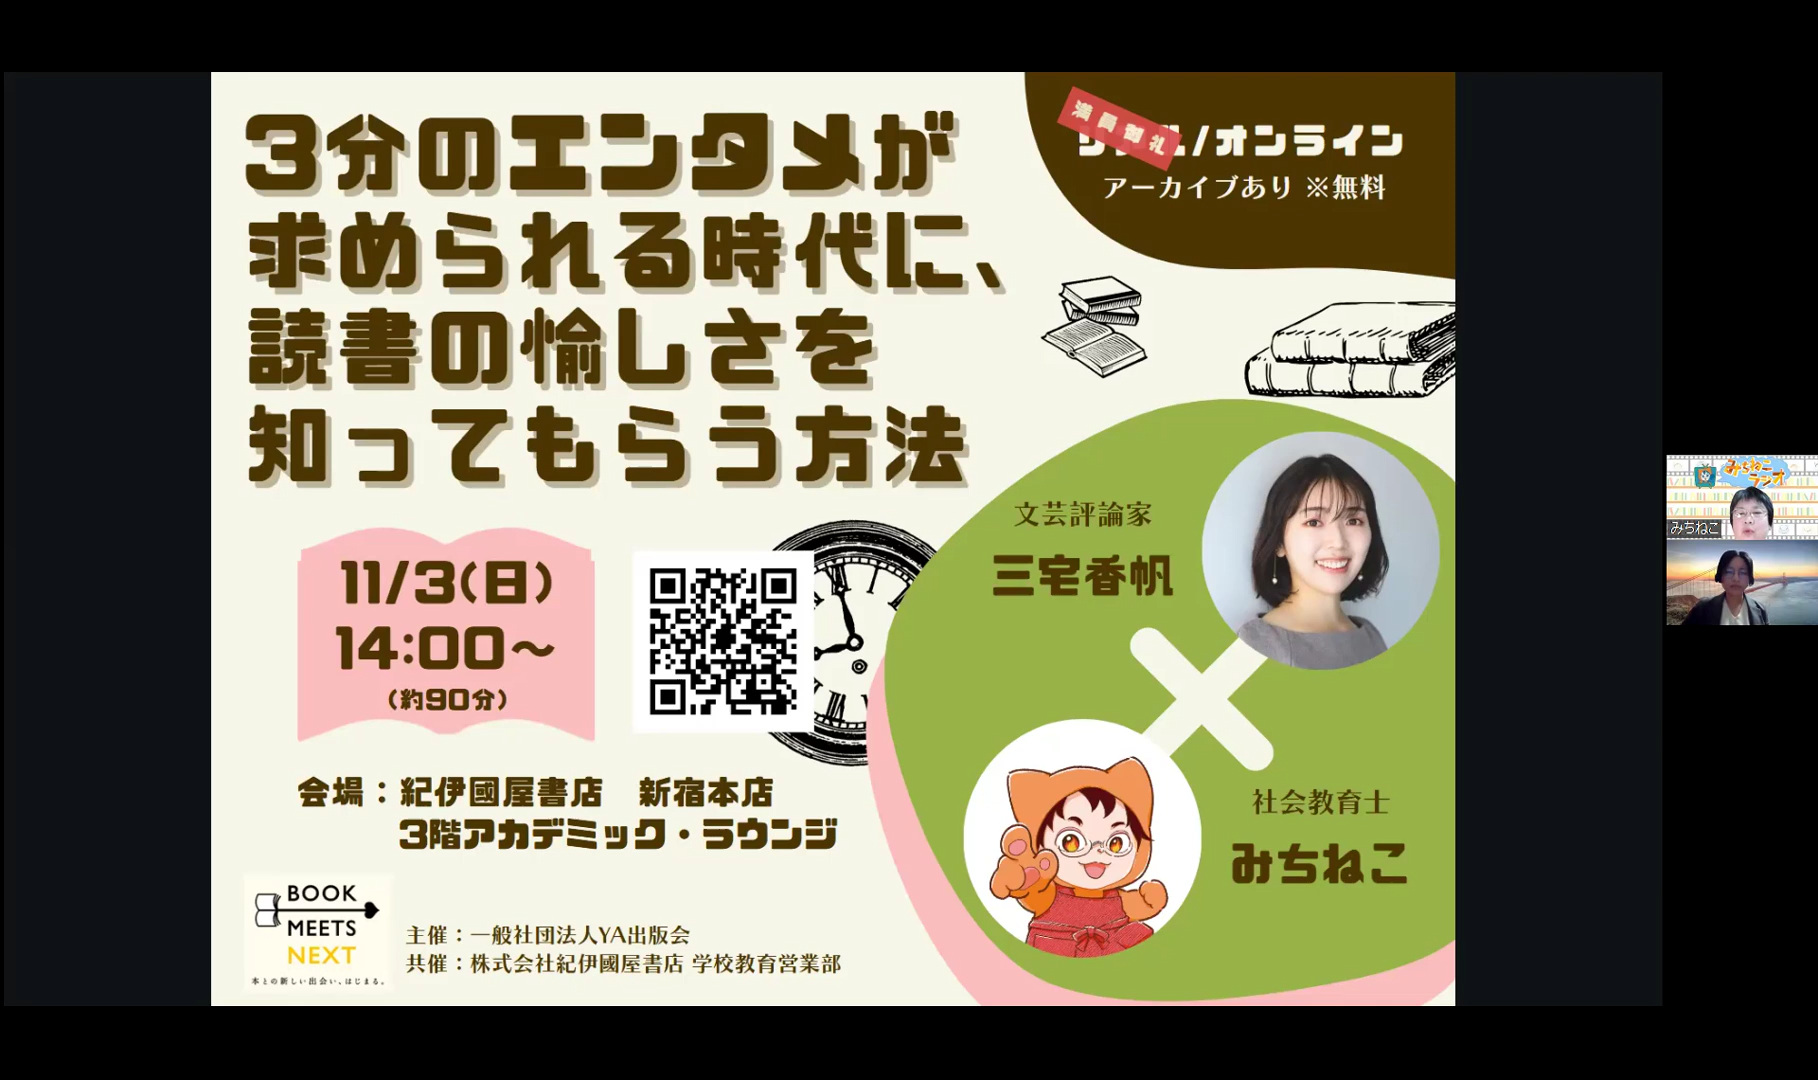 3分のエンタメが
求められる時代に、
読書の愉しさを
知ってもらう方法
満員御礼
/オンライン
アーカイブあり ※無料
11/3(日)
14:00〜
(約90分)
文芸評論家
三宅香帆
社会教育士
みちねこ
会場：紀伊國屋書店　新宿本店
3階アカデミック・ラウンジ
BOOK
MEETS
NEXT
本との新しい出会い、はじまる。
主催：一般社団法人YA出版会
共催：株式会社紀伊國屋書店 学校教育営業部
みちねこ
ラジオ
みちねこ